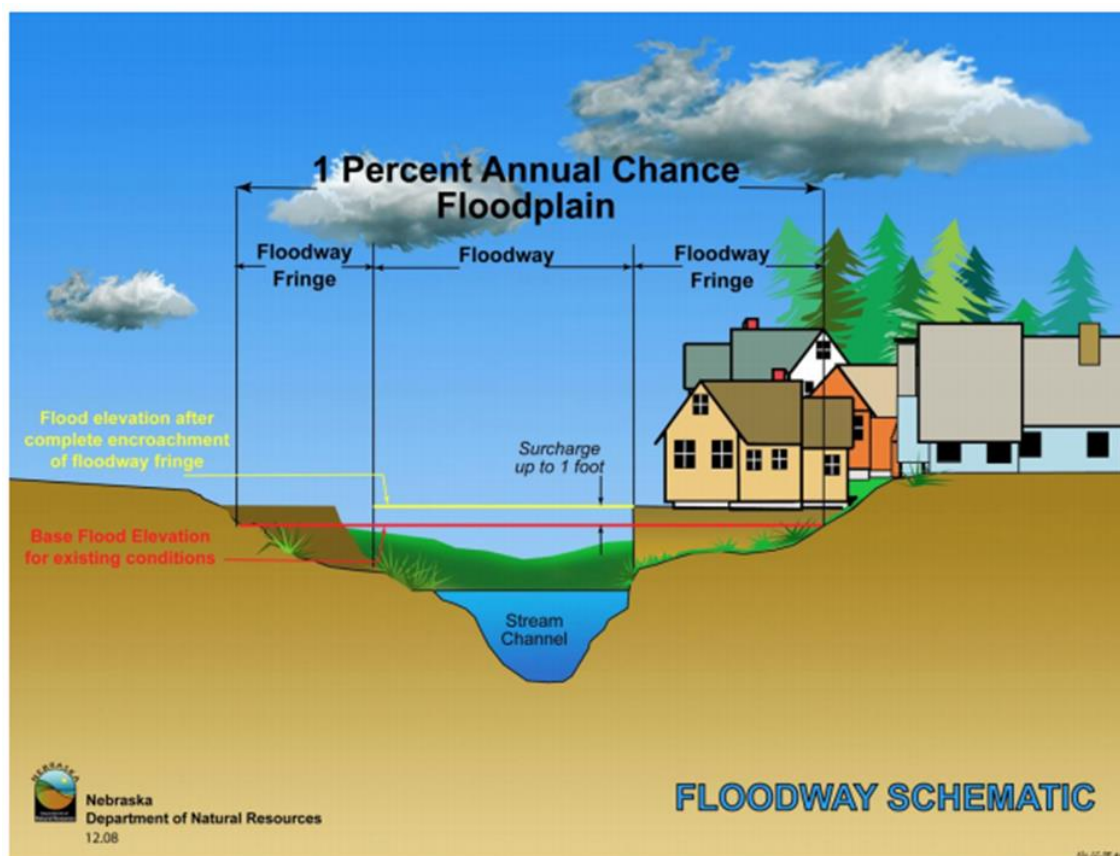 1 Percent Annual Chance
Floodplain
Floodway
Fringe
Floodway
Floodway
Fringe
Flood elevation after
complete encroachment
of floodway fringe
Surcharge
up to 1 foot
Base Flood Elevation
for existing conditions
Stream
Channel
NEBRASKA
Nebraska
Department of Natural Resources
12.08
FLOODWAY SCHEMATIC